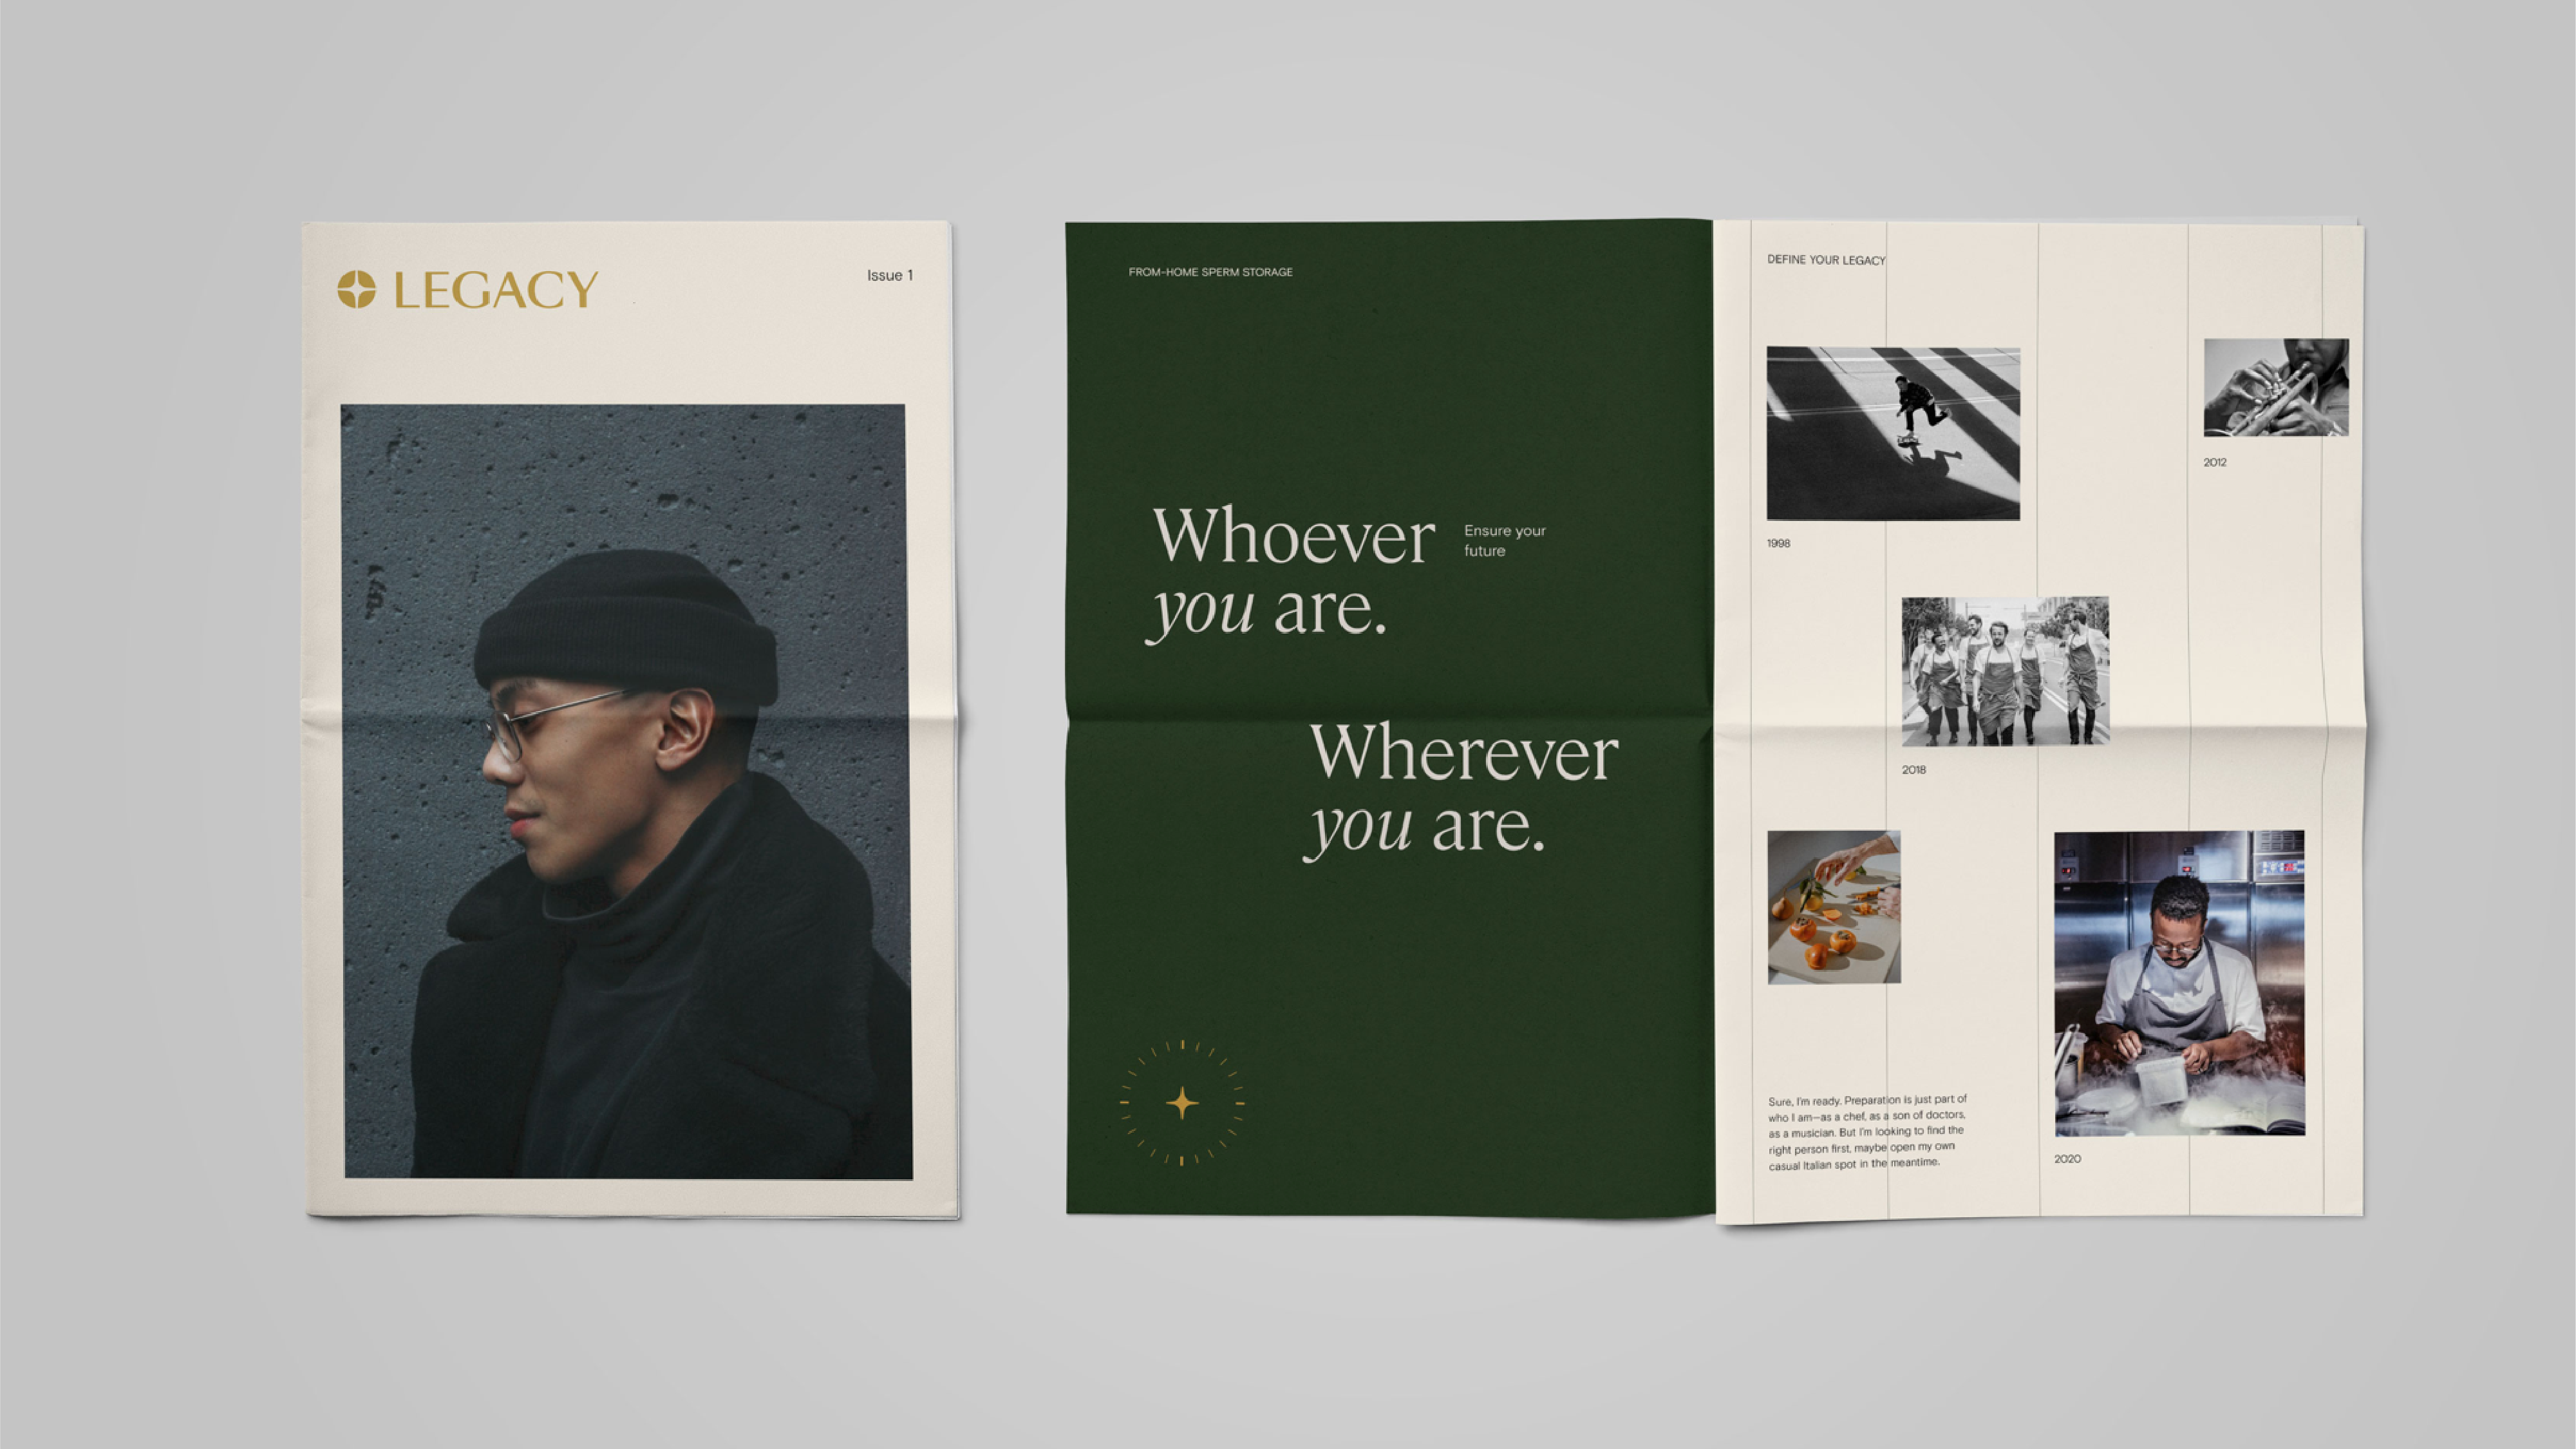 LEGACY
Issue 1
FROM-HOME SPERM STORAGE
Whoever
you are.
Ensure your
future
Wherever
you are.
DEFINE YOUR LEGACY
1998
2012
2018
Sure, I'm ready. Preparation is just part of
who I am—as a chef, as a son of doctors,
as a musician. But I'm looking to find the
right person first, maybe open my own
casual Italian spot in the meantime.
2020